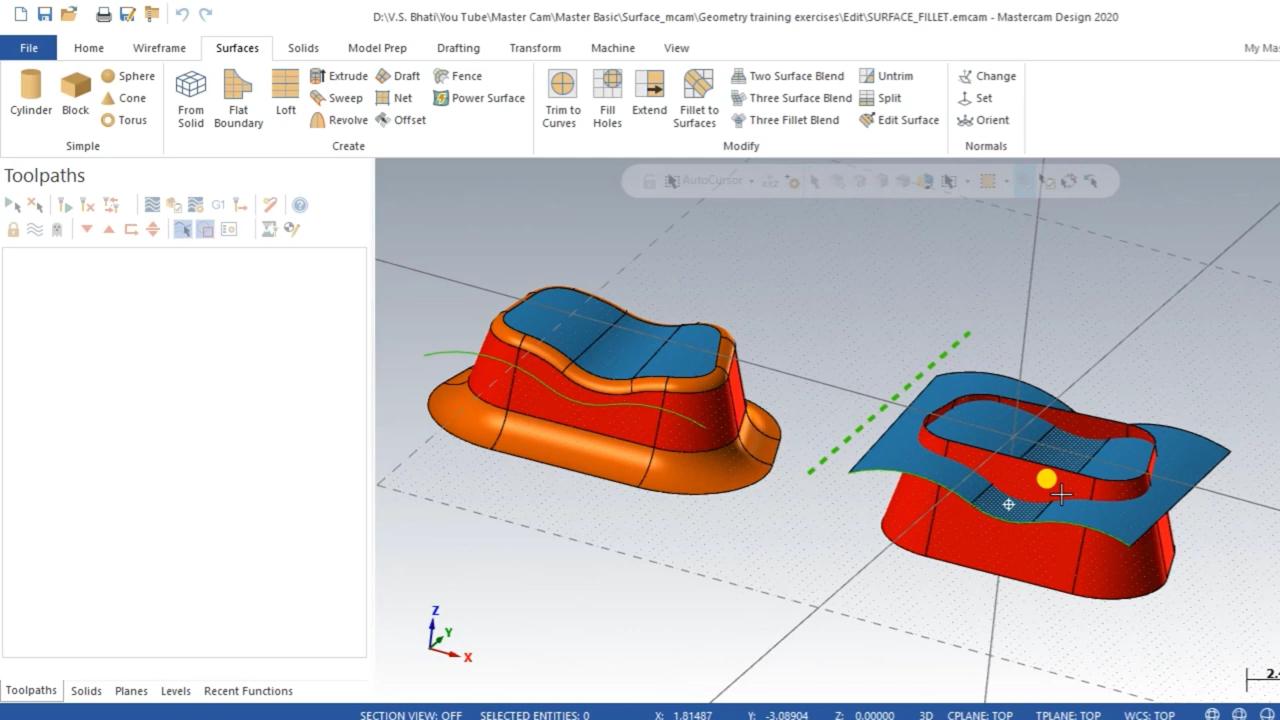 D:\V.S. Bhati\You Tube\Master Cam\Master Basic\Surface_mcam\Geometry training exercises\Edit\SURFACE_FILLET.emcam - Mastercam Design 2020
File Home Wireframe Surfaces Solids Model Prep Drafting Transform Machine View My Mas
Cylinder Block Sphere Cone Torus
From Solid Flat Boundary Loft Extrude Sweep Revolve Draft Net Offset Fence Power Surface
Trim to Curves Fill Holes Extend Fillet to Surfaces Two Surface Blend Three Surface Blend Three Fillet Blend Untrim Split Edit Surface
Change Set Orient
Simple Create Modify Normals
Toolpaths
AutoCursor
G1
Z
Y
X
2.
Toolpaths Solids Planes Levels Recent Functions
SECTION VIEW: OFF SELECTED ENTITIES: 0 X: 1.81487 Y: -3.08904 Z: 0.00000 3D CPLANE: TOP TPLANE: TOP WCS: TOP